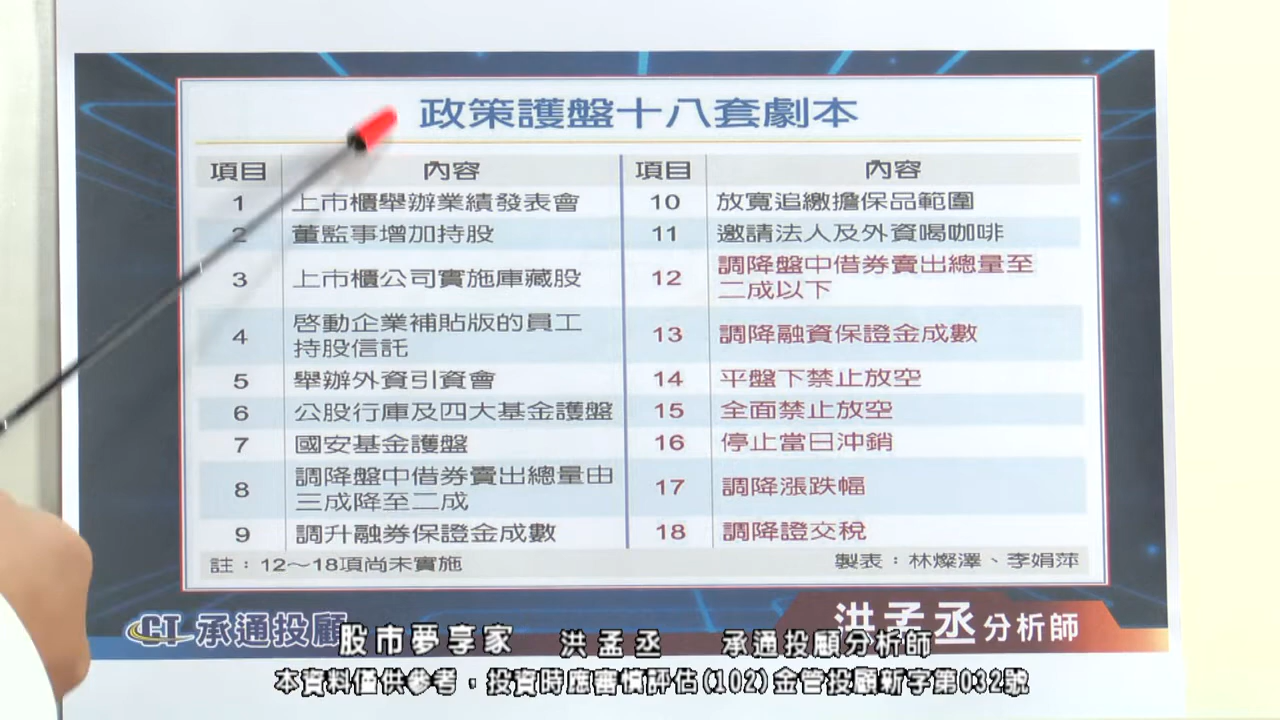 政策護盤十八套劇本
項目 內容 項目 內容
1 上市櫃舉辦業績發表會 10 放寬追繳擔保品範圍
2 董監事增加持股 11 邀請法人及外資喝咖啡
3 上市櫃公司實施庫藏股 12 調降盤中借券賣出總量至
二成以下
4 啟動企業補貼版的員工
持股信託 13 調降融資保證金成數
5 舉辦外資引資會 14 平盤下禁止放空
6 公股行庫及四大基金護盤 15 全面禁止放空
7 國安基金護盤 16 停止當日沖銷
8 調降盤中借券賣出總量由
三成降至二成 17 調降漲跌幅
9 調升融券保證金成數 18 調降證交稅
註：12～18項尚未實施 製表：林燦澤、李娟萍
CT 承通投顧 洪孟丞 分析師
股市夢享家 洪孟丞 承通投顧分析師
本資料僅供參考，投資時應審慎評估(102)金管投顧新字第032號